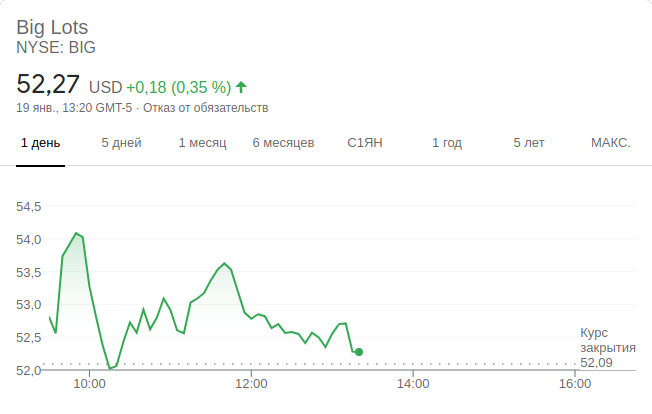 Big Lots
NYSE: BIG
52,27 USD +0,18 (0,35 %)
19 янв., 13:20 GMT-5 · Отказ от обязательств
1 день 5 дней 1 месяц 6 месяцев С1ЯН 1 год 5 лет МАКС.
54,5
54,0
53,5
53,0
52,5
52,0
Курс
закрытия
52,09
10:00 12:00 14:00 16:00